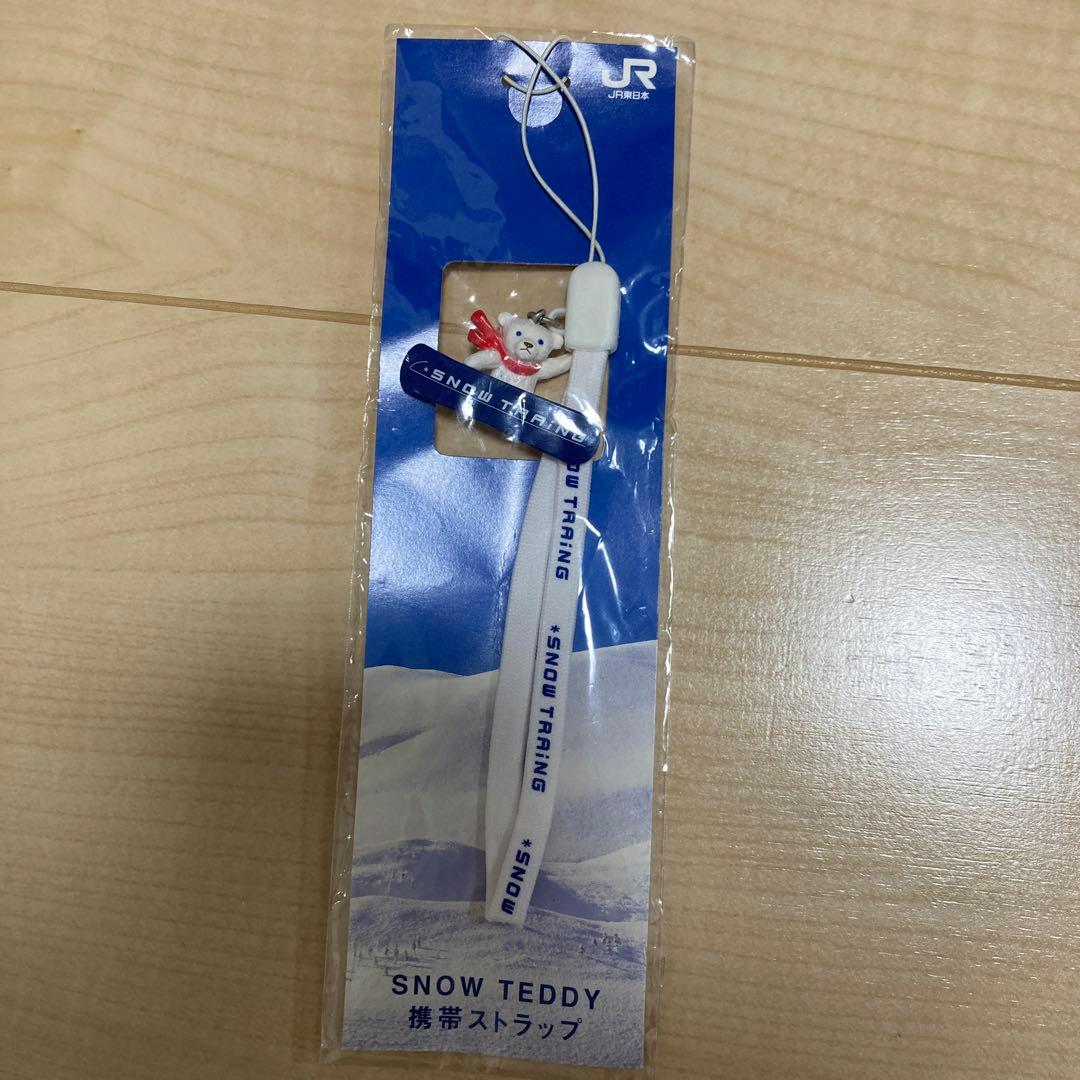 JR
JR東日本
*SNOW TRAiNG
OW TRAiNG
*SNOW TRAiNG
*SNOW
SNOW TEDDY
携帯ストラップ